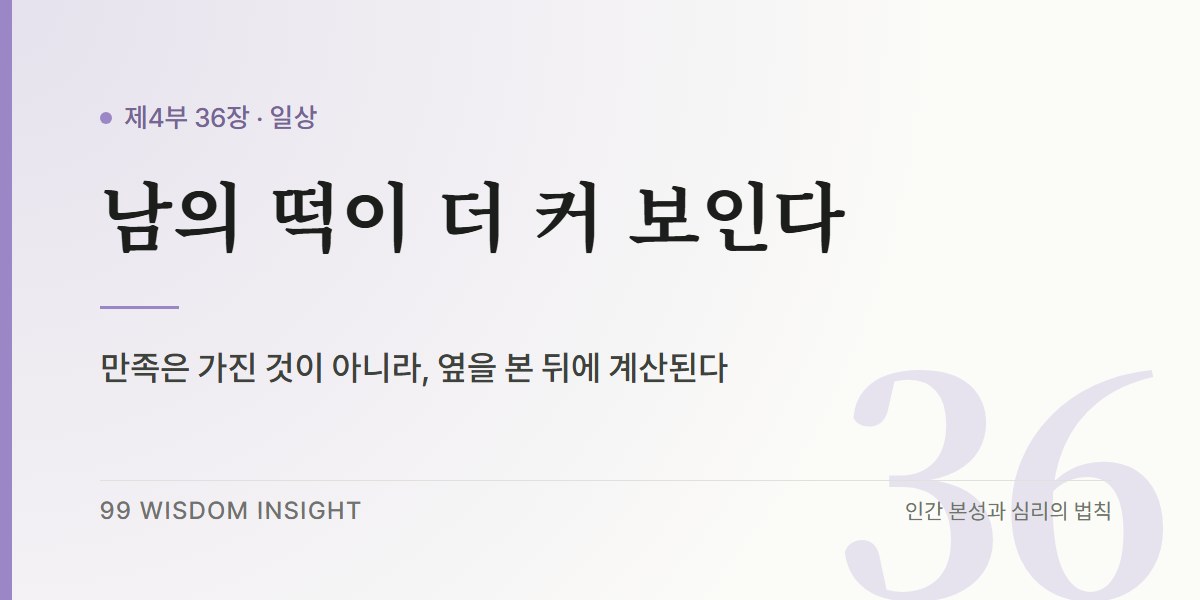 제4부 36장 · 일상
남의 떡이 더 커 보인다
만족은 가진 것이 아니라, 옆을 본 뒤에 계산된다
99 WISDOM INSIGHT
인간 본성과 심리의 법칙
36